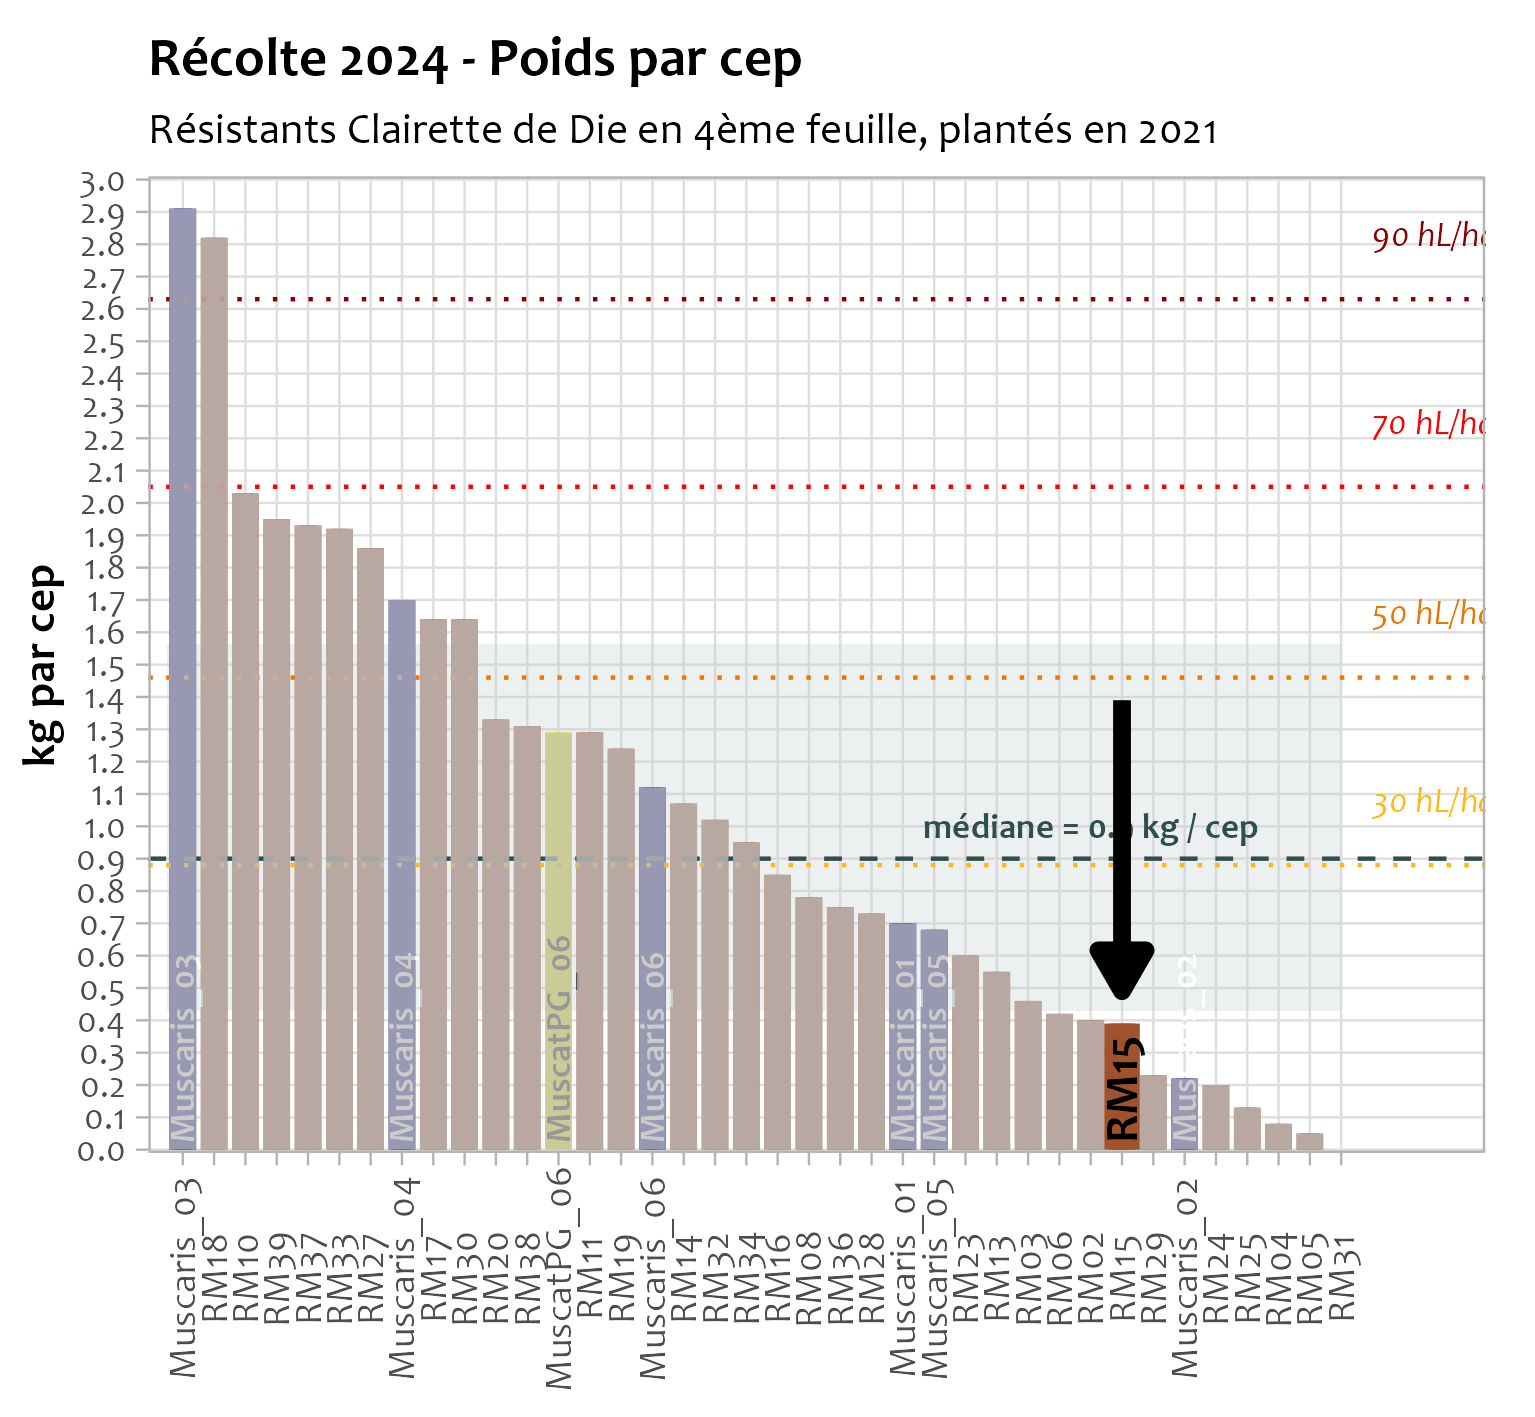 Récolte 2024 - Poids par cep
Résistants Clairette de Die en 4ème feuille, plantés en 2021
kg par cep
3.0
2.9
2.8
2.7
2.6
2.5
2.4
2.3
2.2
2.1
2.0
1.9
1.8
1.7
1.6
1.5
1.4
1.3
1.2
1.1
1.0
0.9
0.8
0.7
0.6
0.5
0.4
0.3
0.2
0.1
0.0
90 hL/ha
70 hL/ha
50 hL/ha
30 hL/ha
médiane = 0.9 kg / cep
Muscaris_03
Muscaris_04
MuscatPG_06
Muscaris_06
Muscaris_01
Muscaris_05
RM15
Muscaris_02
Muscaris_03
RM18
RM10
RM39
RM37
RM33
RM27
Muscaris_04
RM17
RM30
RM20
RM38
MuscatPG_06
RM11
RM19
Muscaris_06
RM14
RM32
RM34
RM16
RM08
RM36
RM28
Muscaris_01
Muscaris_05
RM23
RM13
RM03
RM06
RM02
RM15
RM29
Muscaris_02
RM24
RM25
RM04
RM05
RM31